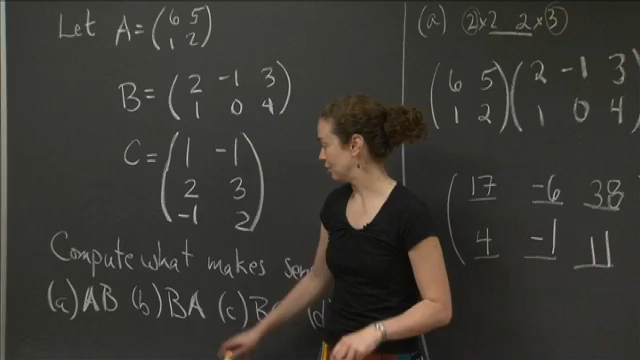 Let A = (6 5
1 2)
B = (2 -1 3
1 0 4)
C = (1 -1
2 3
-1 2)
Compute what makes
(a) AB (b) BA (c)
(a) 2×2 2×3
(6 5 (2 -1 3
1 2) 1 0 4
(17 -6 38
4 -1 11